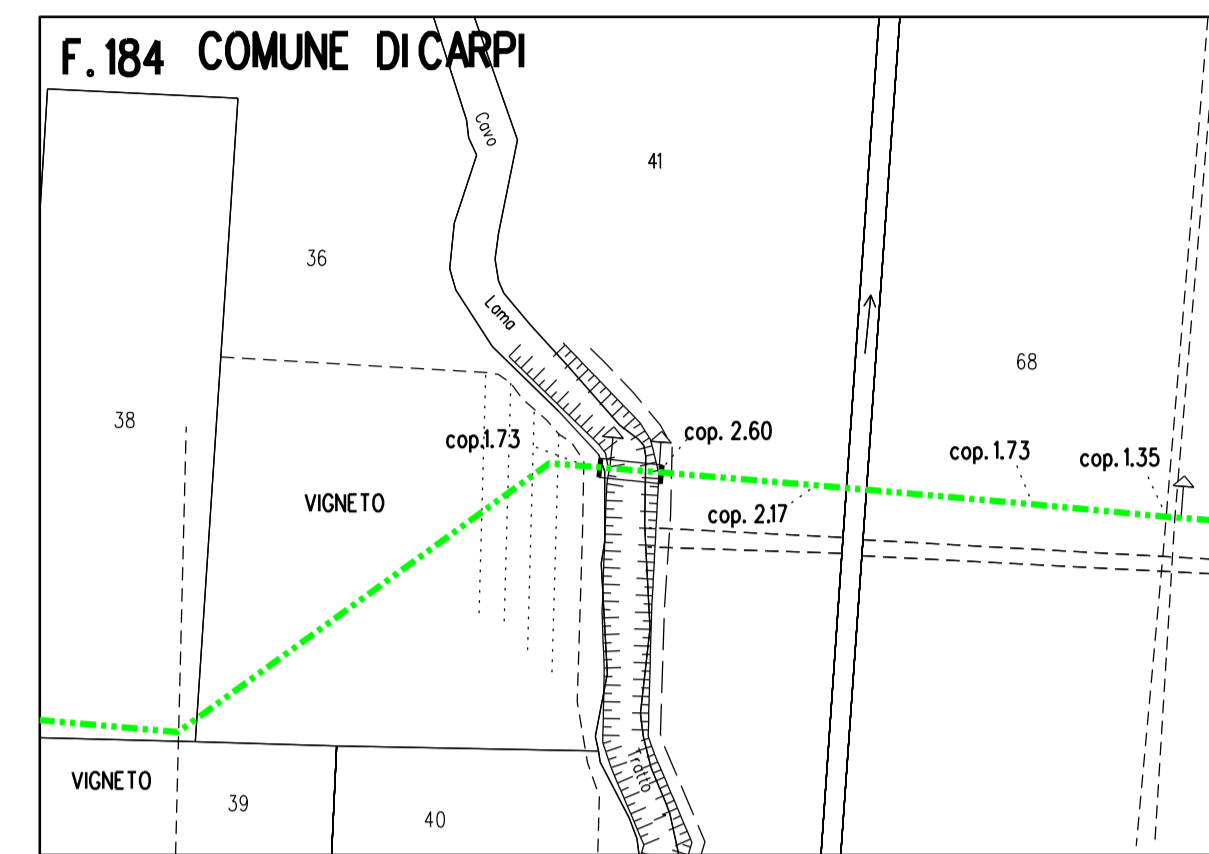 F. 184 COMUNE DI CARPI
Cavo
41
36
Lama
68
38
cop.1.73
cop. 2.60
cop. 1.73
cop. 1.35
VIGNETO
cop. 2.17
VIGNETO
39
40
Tratto